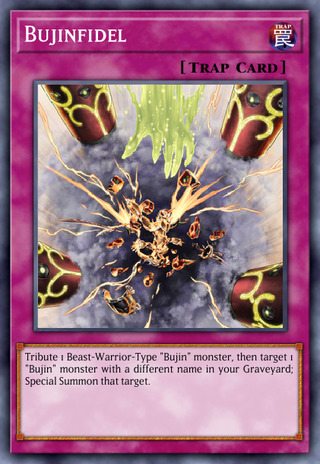 Bujinfidel
TRAP
罠
[Trap Card]
Tribute 1 Beast-Warrior-Type "Bujin" monster, then target 1
"Bujin" monster with a different name in your Graveyard;
Special Summon that target.